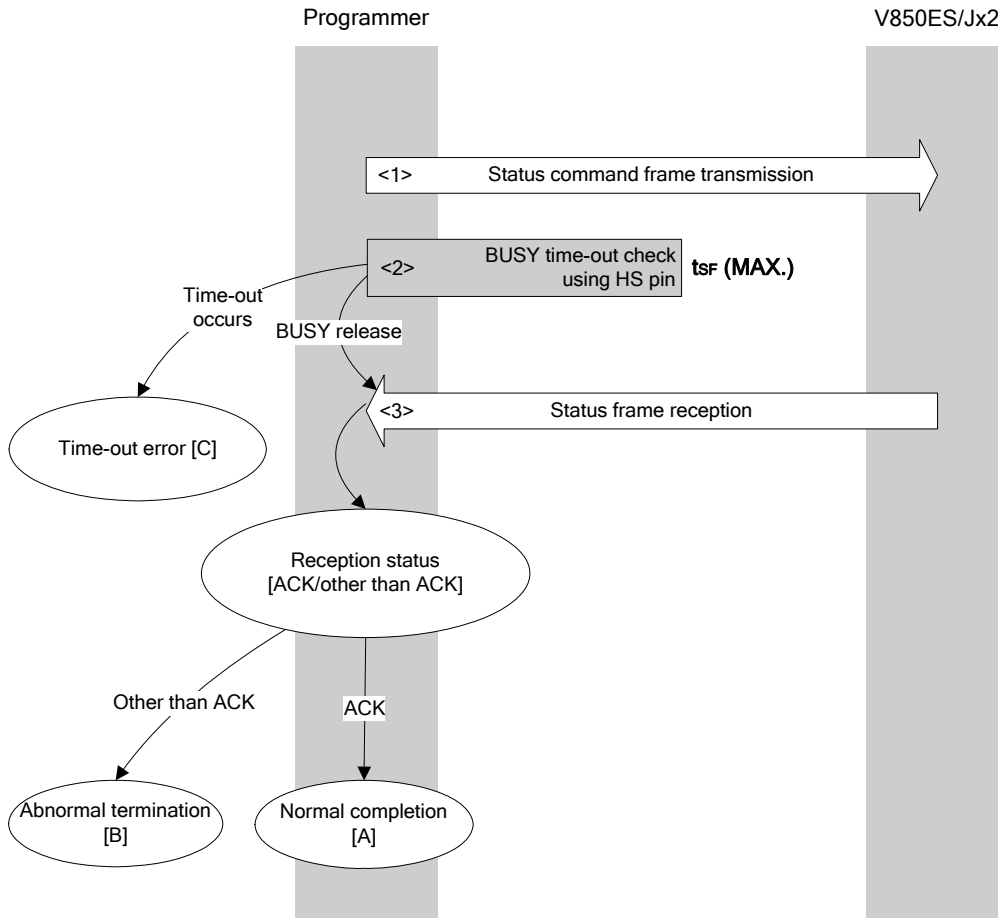 Programmer
V850ES/Jx2
<1>
Status command frame transmission
<2>
BUSY time-out check
using HS pin
tSF (MAX.)
Time-out
occurs
BUSY release
<3>
Status frame reception
Time-out error [C]
Reception status
[ACK/other than ACK]
Other than ACK
ACK
Abnormal termination
[B]
Normal completion
[A]